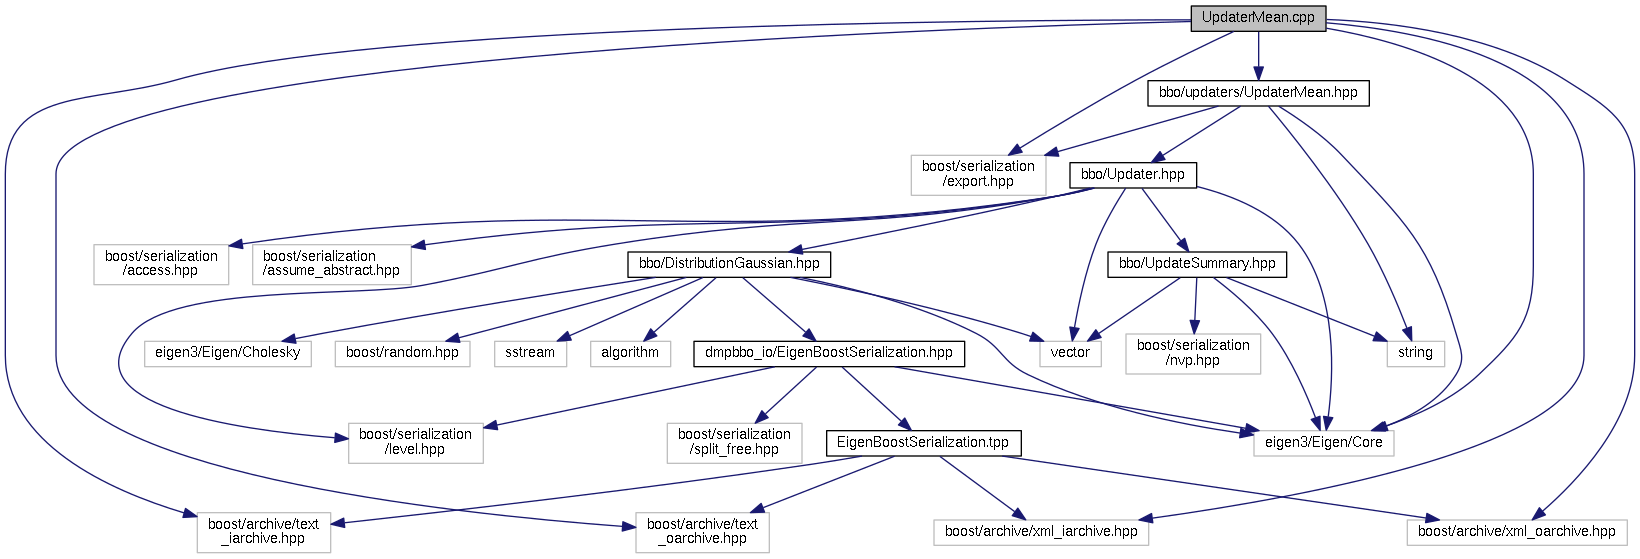 UpdaterMean.cpp
bbo/updaters/UpdaterMean.hpp
boost/serialization
/export.hpp
bbo/Updater.hpp
boost/serialization
/access.hpp
boost/serialization
/assume_abstract.hpp
bbo/DistributionGaussian.hpp
bbo/UpdateSummary.hpp
eigen3/Eigen/Cholesky
boost/random.hpp
sstream
algorithm
dmpbbo_io/EigenBoostSerialization.hpp
vector
boost/serialization
/nvp.hpp
string
boost/serialization
/level.hpp
boost/serialization
/split_free.hpp
EigenBoostSerialization.tpp
eigen3/Eigen/Core
boost/archive/text
_iarchive.hpp
boost/archive/text
_oarchive.hpp
boost/archive/xml_iarchive.hpp
boost/archive/xml_oarchive.hpp